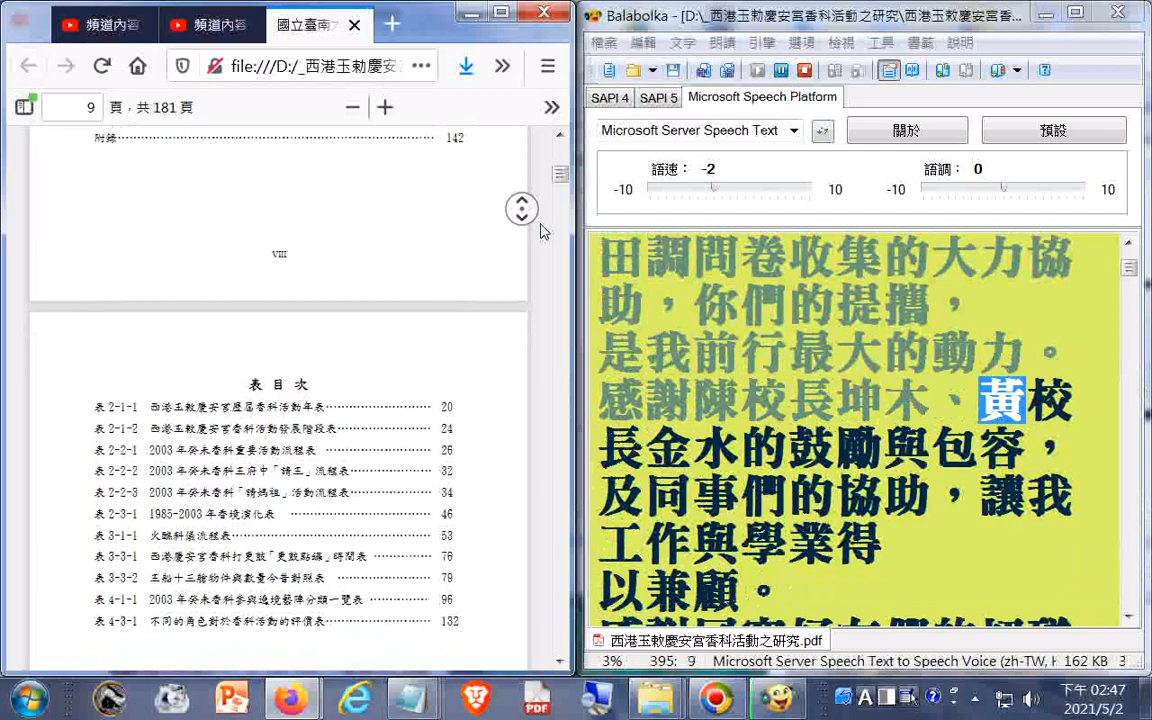 頻道內容
頻道內容
國立臺南
Balabolka - [D:\_西港玉勅慶安宮香科活動之研究\西港玉敕慶安宮香...
file:///D:/_西港玉勅慶安
檔案 編輯 文字 朗讀 引擎 選項 檢視 工具 書籤 說明
9 頁，共 181 頁
SAPI 4 SAPI 5 Microsoft Speech Platform
Microsoft Server Speech Text
關於
預設
語速： -2
語調： 0
-10 10
-10 10
附錄 142
VIII
表 目 次
表 2-1-1 西港玉敕慶安宮歷屆香科活動年表 20
表 2-1-2 西港玉敕慶安宮香科活動發展階段表 24
表 2-2-1 2003 年癸未香科重要活動流程表 26
表 2-2-2 2003 年癸未香科王府中「請王」流程表 32
表 2-2-3 2003 年癸未香科「請媽祖」活動流程表 34
表 2-3-1 1985-2003 年香境演化表 46
表 3-1-1 火醮科儀流程表 53
表 3-3-1 西港慶安宮香科打更鼓「更鼓點鑼」時間表 76
表 3-3-2 王船十三艙物件與數量今昔對照表 79
表 4-1-1 2003 年癸未香科參與遶境藝陣分類一覽表 96
表 4-3-1 不同的角色對於香科活動的評價表 132
田調問卷收集的大力協
助，你們的提攜，
是我前行最大的動力。
感謝陳校長坤木、黃校
長金水的鼓勵與包容，
及同事們的協助，讓我
工作與學業得
以兼顧。
西港玉敕慶安宮香科活動之研究.pdf
3% 395: 9 Microsoft Server Speech Text to Speech Voice (zh-TW, H 162 KB 3
PDF
A
下午 02:47
2021/5/2